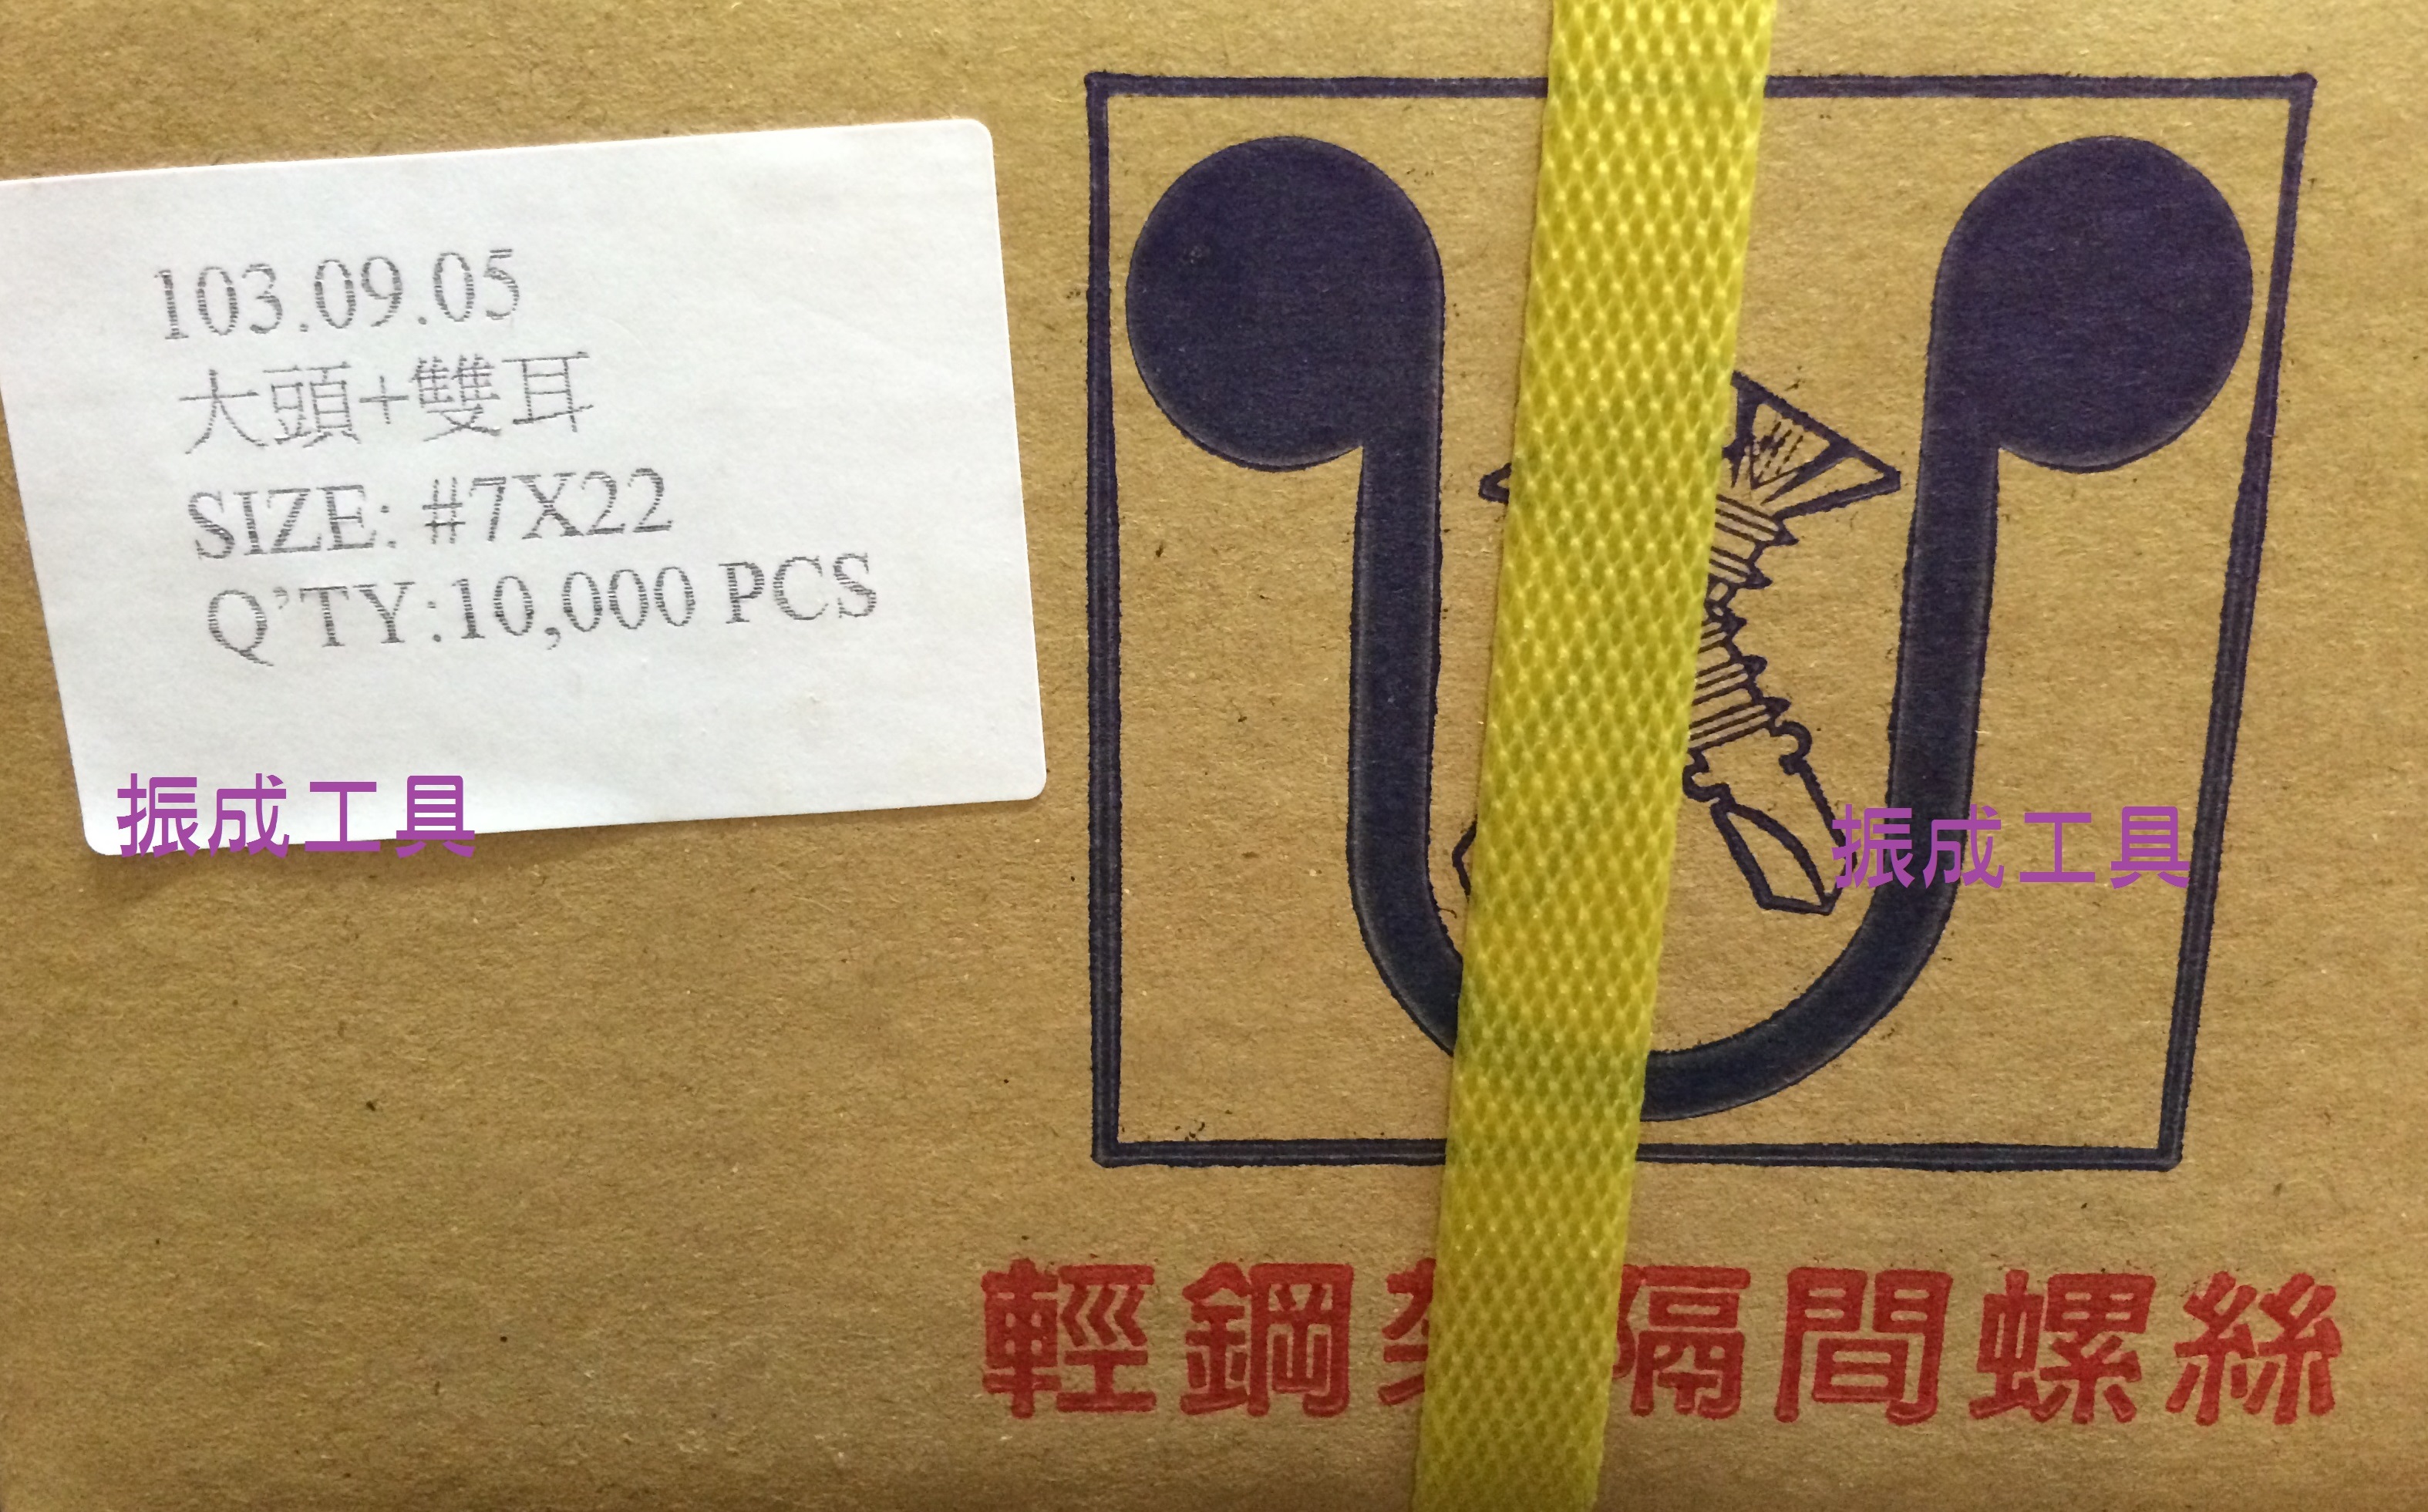 103.09.05
大頭+雙耳
SIZE: #7X22
Q'TY:10,000 PCS
振成工具
振成工具
輕鋼 隔間螺絲